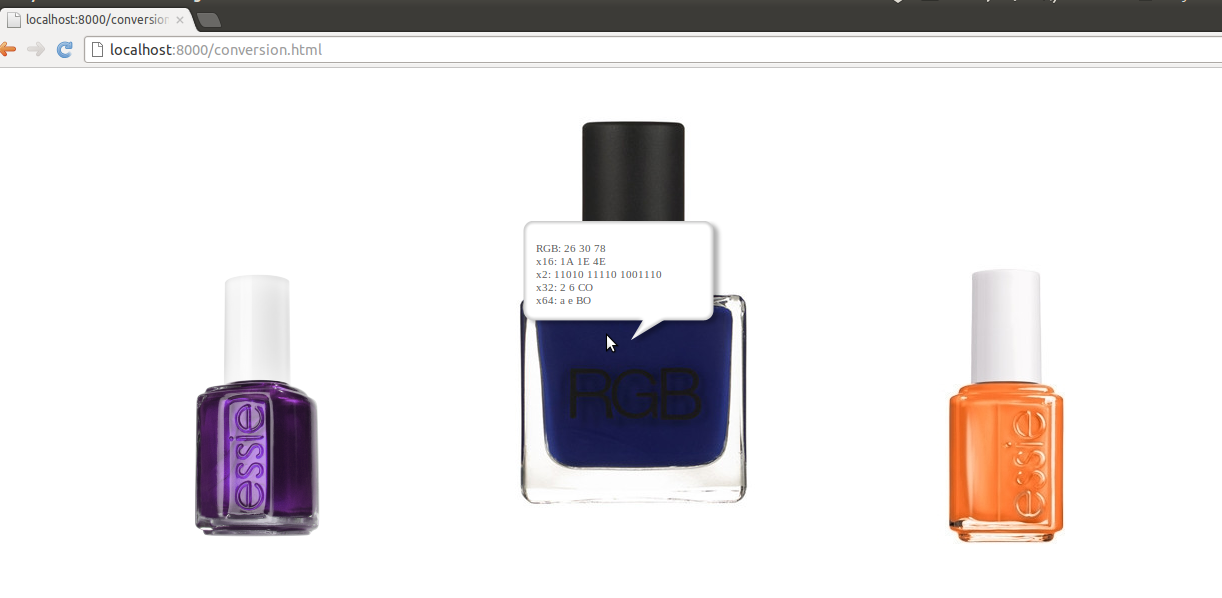 localhost:8000/conversion
localhost:8000/conversion.html
RGB: 26 30 78
x16: 1A 1E 4E
x2: 11010 11110 1001110
x32: 2 6 CO
x64: a e BO
RGB
essie
essie